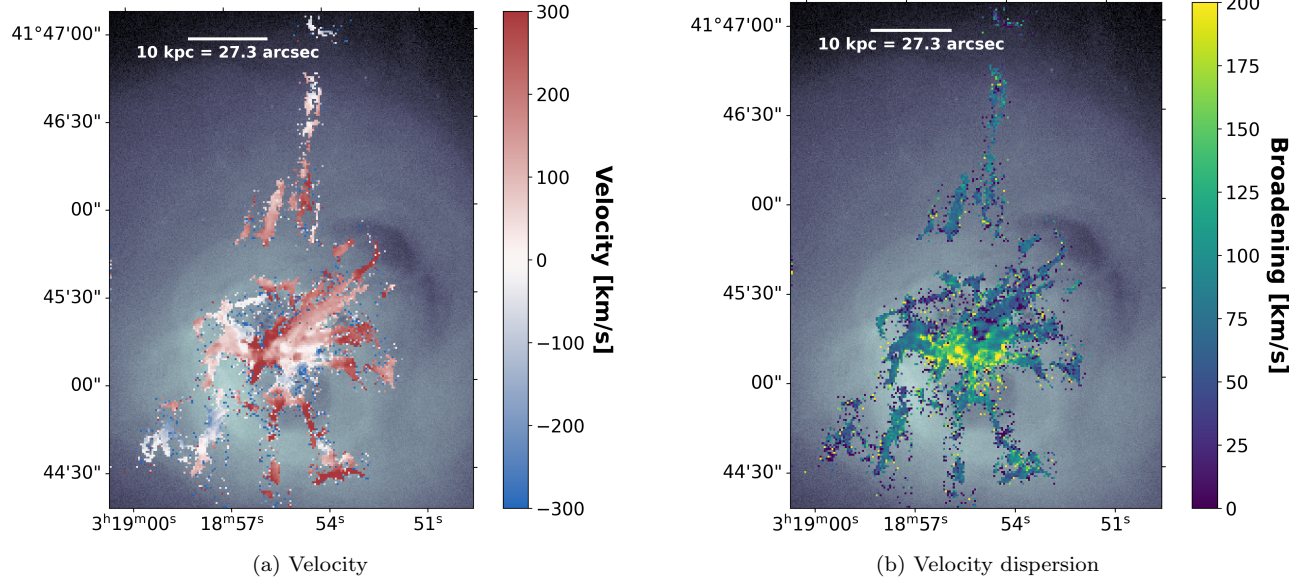 41°47'00"
46'30"
00"
45'30"
00"
44'30"
3ʰ19ᵐ00ˢ
18ᵐ57ˢ
54ˢ
51ˢ
10 kpc = 27.3 arcsec
300
200
100
0
−100
−200
−300
Velocity [km/s]
(a) Velocity
41°47'00"
46'30"
00"
45'30"
00"
44'30"
3ʰ19ᵐ00ˢ
18ᵐ57ˢ
54ˢ
51ˢ
10 kpc = 27.3 arcsec
200
175
150
125
100
75
50
25
0
Broadening [km/s]
(b) Velocity dispersion